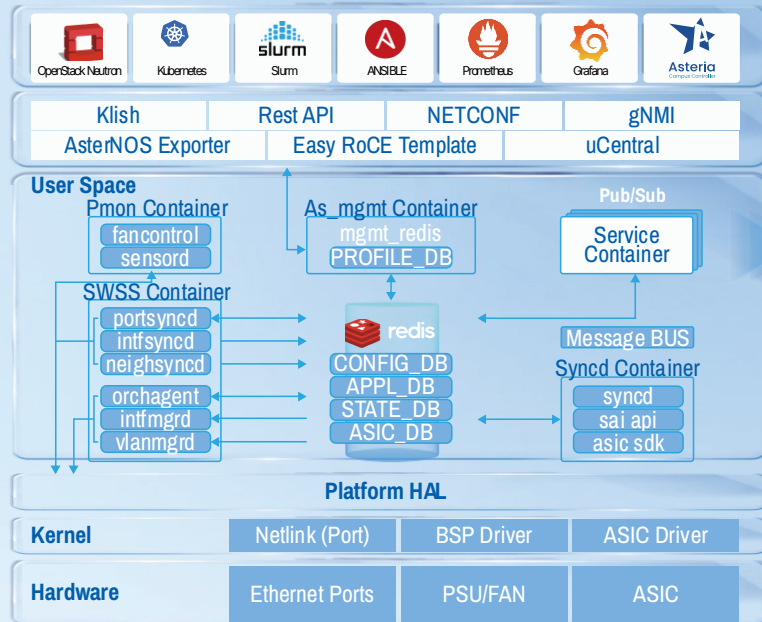 OpenStack Neutron
Kubernetes
slurm
Slurm
ANSIBLE
Prometheus
Grafana
Asteria
Campus Controller
Klish
Rest API
NETCONF
gNMI
AsterNOS Exporter
Easy RoCE Template
uCentral
User Space
Pmon Container
fancontrol
sensord
As_mgmt Container
mgmt_redis
PROFILE_DB
Pub/Sub
Service
Container
SWSS Container
portsyncd
intfsyncd
neighsyncd
orchagent
intfmgrd
vlanmgrd
redis
CONFIG_DB
APPL_DB
STATE_DB
ASIC_DB
Message BUS
Syncd Container
syncd
sai api
asic sdk
Platform HAL
Kernel
Netlink (Port)
BSP Driver
ASIC Driver
Hardware
Ethernet Ports
PSU/FAN
ASIC